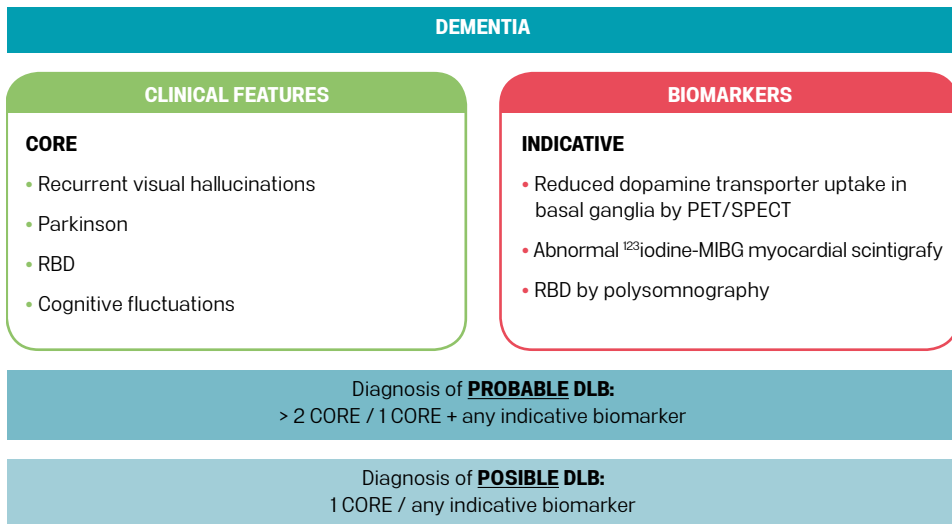 DEMENTIA
CLINICAL FEATURES
CORE
• Recurrent visual hallucinations
• Parkinson
• RBD
• Cognitive fluctuations
BIOMARKERS
INDICATIVE
• Reduced dopamine transporter uptake in
basal ganglia by PET/SPECT
• Abnormal ¹²³iodine-MIBG myocardial scintigrafy
• RBD by polysomnography
Diagnosis of PROBABLE DLB:
> 2 CORE / 1 CORE + any indicative biomarker
Diagnosis of POSIBLE DLB:
1 CORE / any indicative biomarker